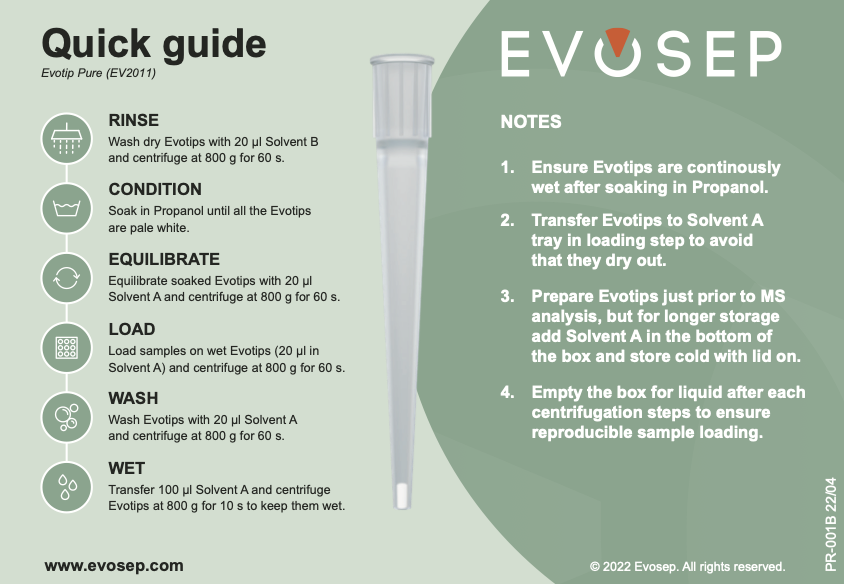 Quick guide
Evotip Pure (EV2011)
RINSE
Wash dry Evotips with 20 µl Solvent B
and centrifuge at 800 g for 60 s.
CONDITION
Soak in Propanol until all the Evotips
are pale white.
EQUILIBRATE
Equilibrate soaked Evotips with 20 µl
Solvent A and centrifuge at 800 g for 60 s.
LOAD
Load samples on wet Evotips (20 µl in
Solvent A) and centrifuge at 800 g for 60 s.
WASH
Wash Evotips with 20 µl Solvent A
and centrifuge at 800 g for 60 s.
WET
Transfer 100 µl Solvent A and centrifuge
Evotips at 800 g for 10 s to keep them wet.
www.evosep.com
EVOSEP
NOTES
1. Ensure Evotips are continously
wet after soaking in Propanol.
2. Transfer Evotips to Solvent A
tray in loading step to avoid
that they dry out.
3. Prepare Evotips just prior to MS
analysis, but for longer storage
add Solvent A in the bottom of
the box and store cold with lid on.
4. Empty the box for liquid after each
centrifugation steps to ensure
reproducible sample loading.
© 2022 Evosep. All rights reserved.
PR-001B 22/04